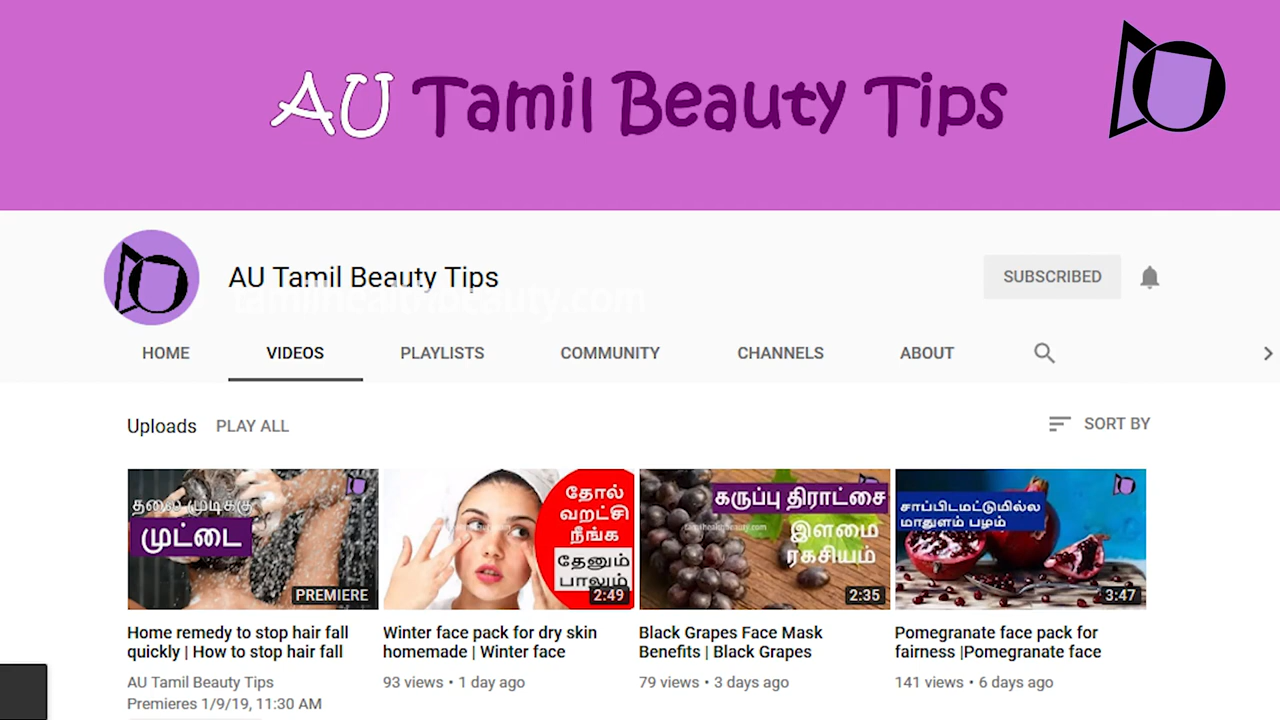 AU Tamil Beauty Tips
AU Tamil Beauty Tips
tamilhealthbeauty.com
SUBSCRIBED
HOME VIDEOS PLAYLISTS COMMUNITY CHANNELS ABOUT
Uploads PLAY ALL
SORT BY
தலை முடிக்கு
முட்டை
PREMIERE
தோல்
வறட்சி
நீங்க
தேனும்
பாலும்
2:49
கருப்பு திராட்சை
tamilhealthbeauty.com
இளமை
ரகசியம்
2:35
சாப்பிடமட்டுமில்ல
மாதுளம் பழம்
3:47
Home remedy to stop hair fall
quickly | How to stop hair fall
AU Tamil Beauty Tips
Premieres 1/9/19, 11:30 AM
Winter face pack for dry skin
homemade | Winter face
93 views • 1 day ago
Black Grapes Face Mask
Benefits | Black Grapes
79 views • 3 days ago
Pomegranate face pack for
fairness |Pomegranate face
141 views • 6 days ago